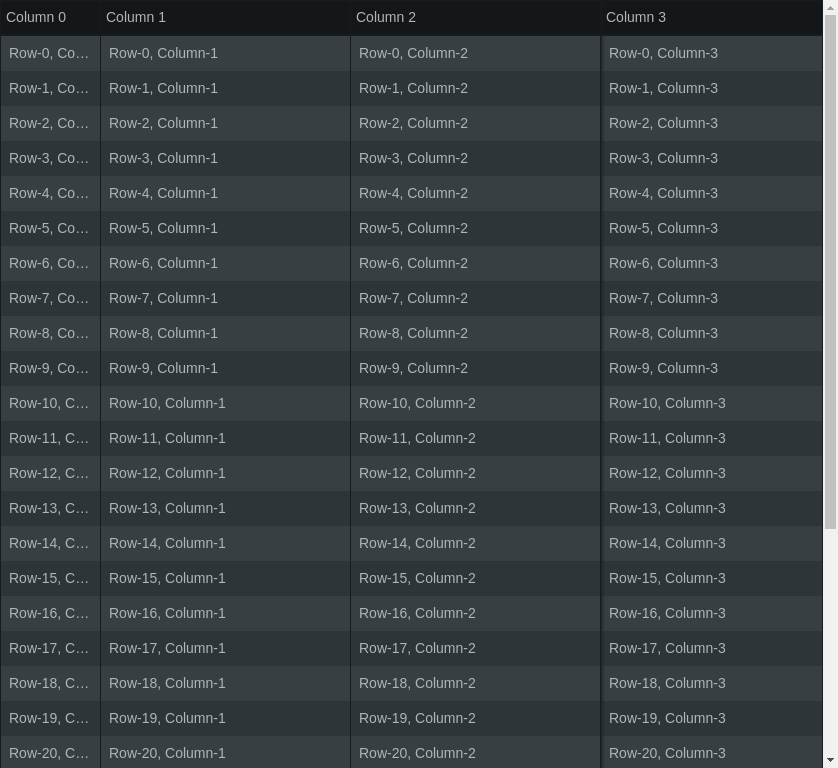 Column 0 Column 1 Column 2 Column 3
Row-0, Co… Row-0, Column-1 Row-0, Column-2 Row-0, Column-3
Row-1, Co… Row-1, Column-1 Row-1, Column-2 Row-1, Column-3
Row-2, Co… Row-2, Column-1 Row-2, Column-2 Row-2, Column-3
Row-3, Co… Row-3, Column-1 Row-3, Column-2 Row-3, Column-3
Row-4, Co… Row-4, Column-1 Row-4, Column-2 Row-4, Column-3
Row-5, Co… Row-5, Column-1 Row-5, Column-2 Row-5, Column-3
Row-6, Co… Row-6, Column-1 Row-6, Column-2 Row-6, Column-3
Row-7, Co… Row-7, Column-1 Row-7, Column-2 Row-7, Column-3
Row-8, Co… Row-8, Column-1 Row-8, Column-2 Row-8, Column-3
Row-9, Co… Row-9, Column-1 Row-9, Column-2 Row-9, Column-3
Row-10, C… Row-10, Column-1 Row-10, Column-2 Row-10, Column-3
Row-11, C… Row-11, Column-1 Row-11, Column-2 Row-11, Column-3
Row-12, C… Row-12, Column-1 Row-12, Column-2 Row-12, Column-3
Row-13, C… Row-13, Column-1 Row-13, Column-2 Row-13, Column-3
Row-14, C… Row-14, Column-1 Row-14, Column-2 Row-14, Column-3
Row-15, C… Row-15, Column-1 Row-15, Column-2 Row-15, Column-3
Row-16, C… Row-16, Column-1 Row-16, Column-2 Row-16, Column-3
Row-17, C… Row-17, Column-1 Row-17, Column-2 Row-17, Column-3
Row-18, C… Row-18, Column-1 Row-18, Column-2 Row-18, Column-3
Row-19, C… Row-19, Column-1 Row-19, Column-2 Row-19, Column-3
Row-20, C… Row-20, Column-1 Row-20, Column-2 Row-20, Column-3